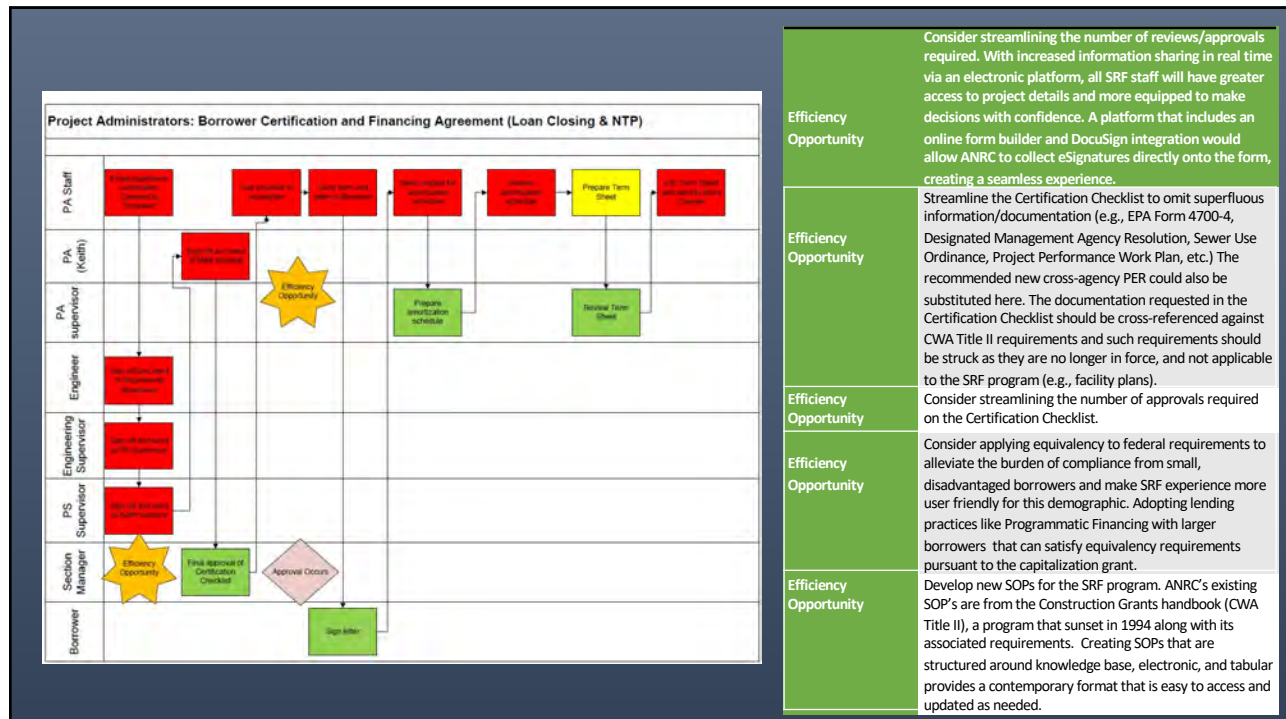 Project Administrators: Borrower Certification and Financing Agreement (Loan Closing & NTP)
PA Staff
Prepare Term
Sheet
PA
(Keith)
Efficiency
Opportunity
PA
supervisor
Prepare
amortization
schedule
Review Term
Sheet
Engineer
Engineering
Supervisor
PS
Supervisor
Section
Manager
Efficiency
Opportunity
Final approval of
Certification
Checklist
Approval Occurs
Borrower
Sign letter
Efficiency
Opportunity
Consider streamlining the number of reviews/approvals
required. With increased information sharing in real time
via an electronic platform, all SRF staff will have greater
access to project details and more equipped to make
decisions with confidence. A platform that includes an
online form builder and DocuSign integration would
allow ANRC to collect eSignatures directly onto the form,
creating a seamless experience.
Efficiency
Opportunity
Streamline the Certification Checklist to omit superfluous
information/documentation (e.g., EPA Form 4700-4,
Designated Management Agency Resolution, Sewer Use
Ordinance, Project Performance Work Plan, etc.) The
recommended new cross-agency PER could also be
substituted here. The documentation requested in the
Certification Checklist should be cross-referenced against
CWA Title II requirements and such requirements should
be struck as they are no longer in force, and not applicable
to the SRF program (e.g., facility plans).
Efficiency
Opportunity
Consider streamlining the number of approvals required
on the Certification Checklist.
Efficiency
Opportunity
Consider applying equivalency to federal requirements to
alleviate the burden of compliance from small,
disadvantaged borrowers and make SRF experience more
user friendly for this demographic. Adopting lending
practices like Programmatic Financing with larger
borrowers that can satisfy equivalency requirements
pursuant to the capitalization grant.
Efficiency
Opportunity
Develop new SOPs for the SRF program. ANRC's existing
SOP's are from the Construction Grants handbook (CWA
Title II), a program that sunset in 1994 along with its
associated requirements. Creating SOPs that are
structured around knowledge base, electronic, and tabular
provides a contemporary format that is easy to access and
updated as needed.